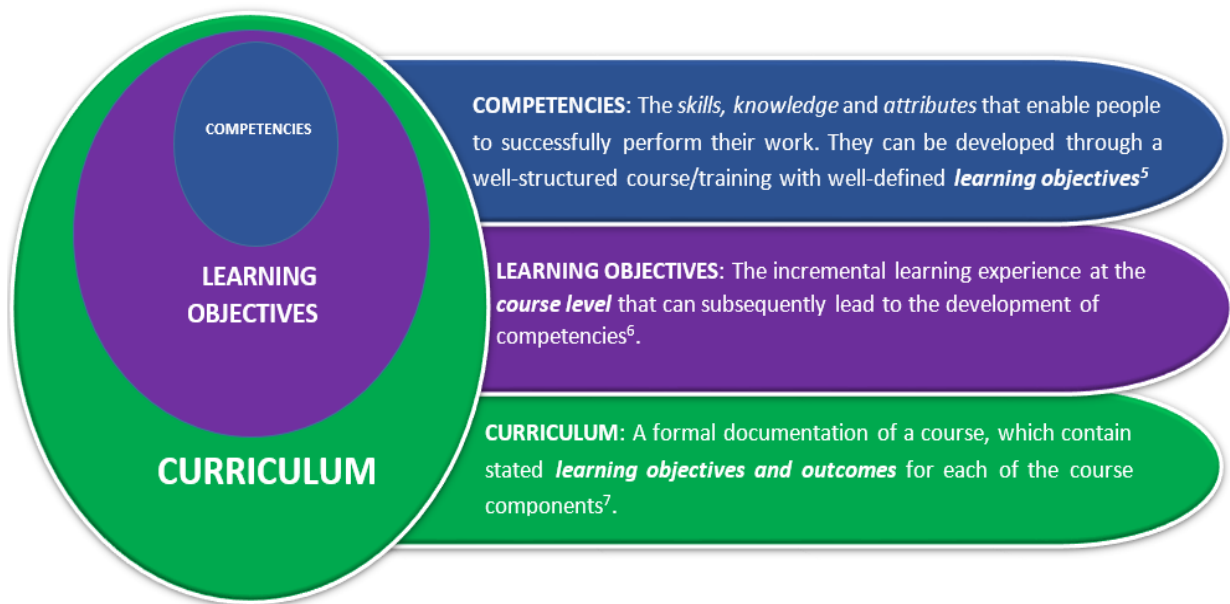 COMPETENCIES
LEARNING
OBJECTIVES
CURRICULUM
COMPETENCIES: The skills, knowledge and attributes that enable people
to successfully perform their work. They can be developed through a
well-structured course/training with well-defined learning objectives⁵
LEARNING OBJECTIVES: The incremental learning experience at the
course level that can subsequently lead to the development of
competencies⁶.
CURRICULUM: A formal documentation of a course, which contain
stated learning objectives and outcomes for each of the course
components⁷.